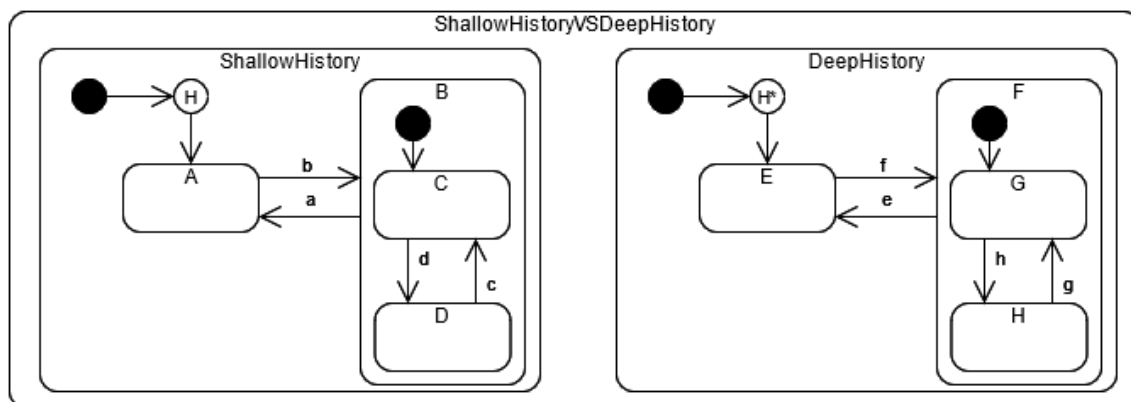 ShallowHistoryVSDeepHistory
ShallowHistory
H
A
b
a
B
C
d
c
D
DeepHistory
H*
E
f
e
F
G
h
g
H